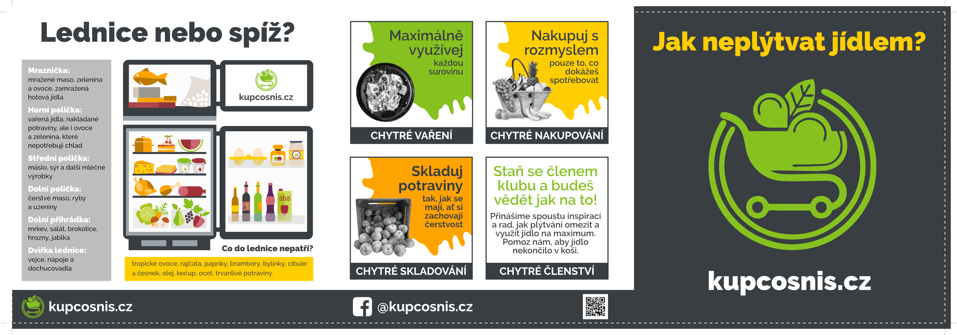 Lednice nebo spíž?
Mraznička:
mražené maso, zelenina
a ovoce, zamražená
hotová jídla
Horní polička:
vařená jídla, nakládané
potraviny, ale i ovoce
a zelenina, které
nepotřebují chlad
Střední polička:
máslo, sýr a další mléčné
výrobky
Dolní polička:
čerstvé maso, ryby
a uzeniny
Dolní přihrádka:
mrkev, salát, brokolice,
hrozny, jablka
Dvířka lednice:
vejce, nápoje a
dochucovadla
kupcosnis.cz
Co do lednice nepatří?
tropické ovoce, rajčata, papriky, brambory, bylinky, cibule
a česnek, olej, kečup, ocet, trvanlivé potraviny.
Maximálně
využívej
každou
surovinu
CHYTRÉ VAŘENÍ
Nakupuj s
rozmyslem
pouze to, co
dokážeš
spotřebovat
CHYTRÉ NAKUPOVÁNÍ
Skladuj
potraviny
tak, jak se
mají, ať si
zachovají
čerstvost
CHYTRÉ SKLADOVÁNÍ
Staň se členem
klubu a budeš
vědět jak na to!
Přinášíme spoustu inspirací
a rad, jak plýtvání omezit a
využít jídlo na maximum.
Pomoz nám, aby jídlo
nekončilo v koši.
CHYTRÉ ČLENSTVÍ
kupcosnis.cz
@kupcosnis.cz
Jak neplýtvat jídlem?
kupcosnis.cz